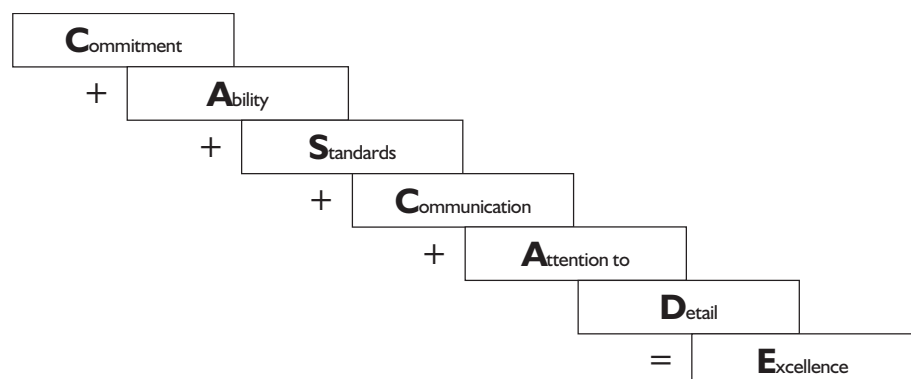 Commitment
+ Ability
+ Standards
+ Communication
+ Attention to
Detail
= Excellence